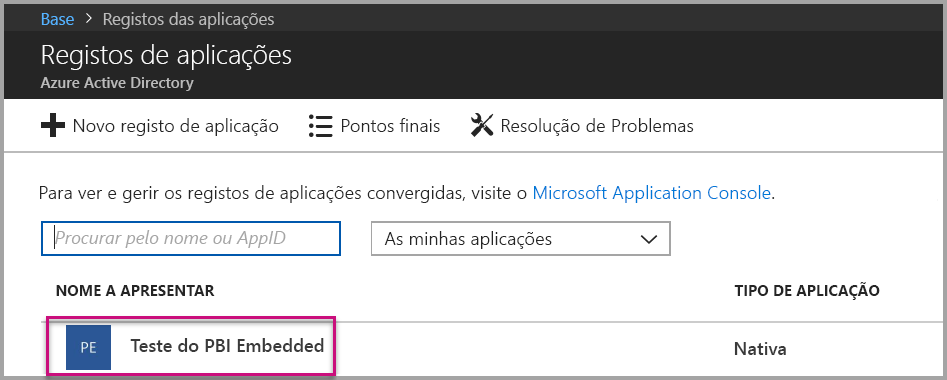 Base > Registos das aplicações
Registos de aplicações
Azure Active Directory
Novo registo de aplicação Pontos finais Resolução de Problemas
Para ver e gerir os registos de aplicações convergidas, visite o Microsoft Application Console.
Procurar pelo nome ou AppID As minhas aplicações
NOME A APRESENTAR TIPO DE APLICAÇÃO
PE Teste do PBI Embedded Nativa